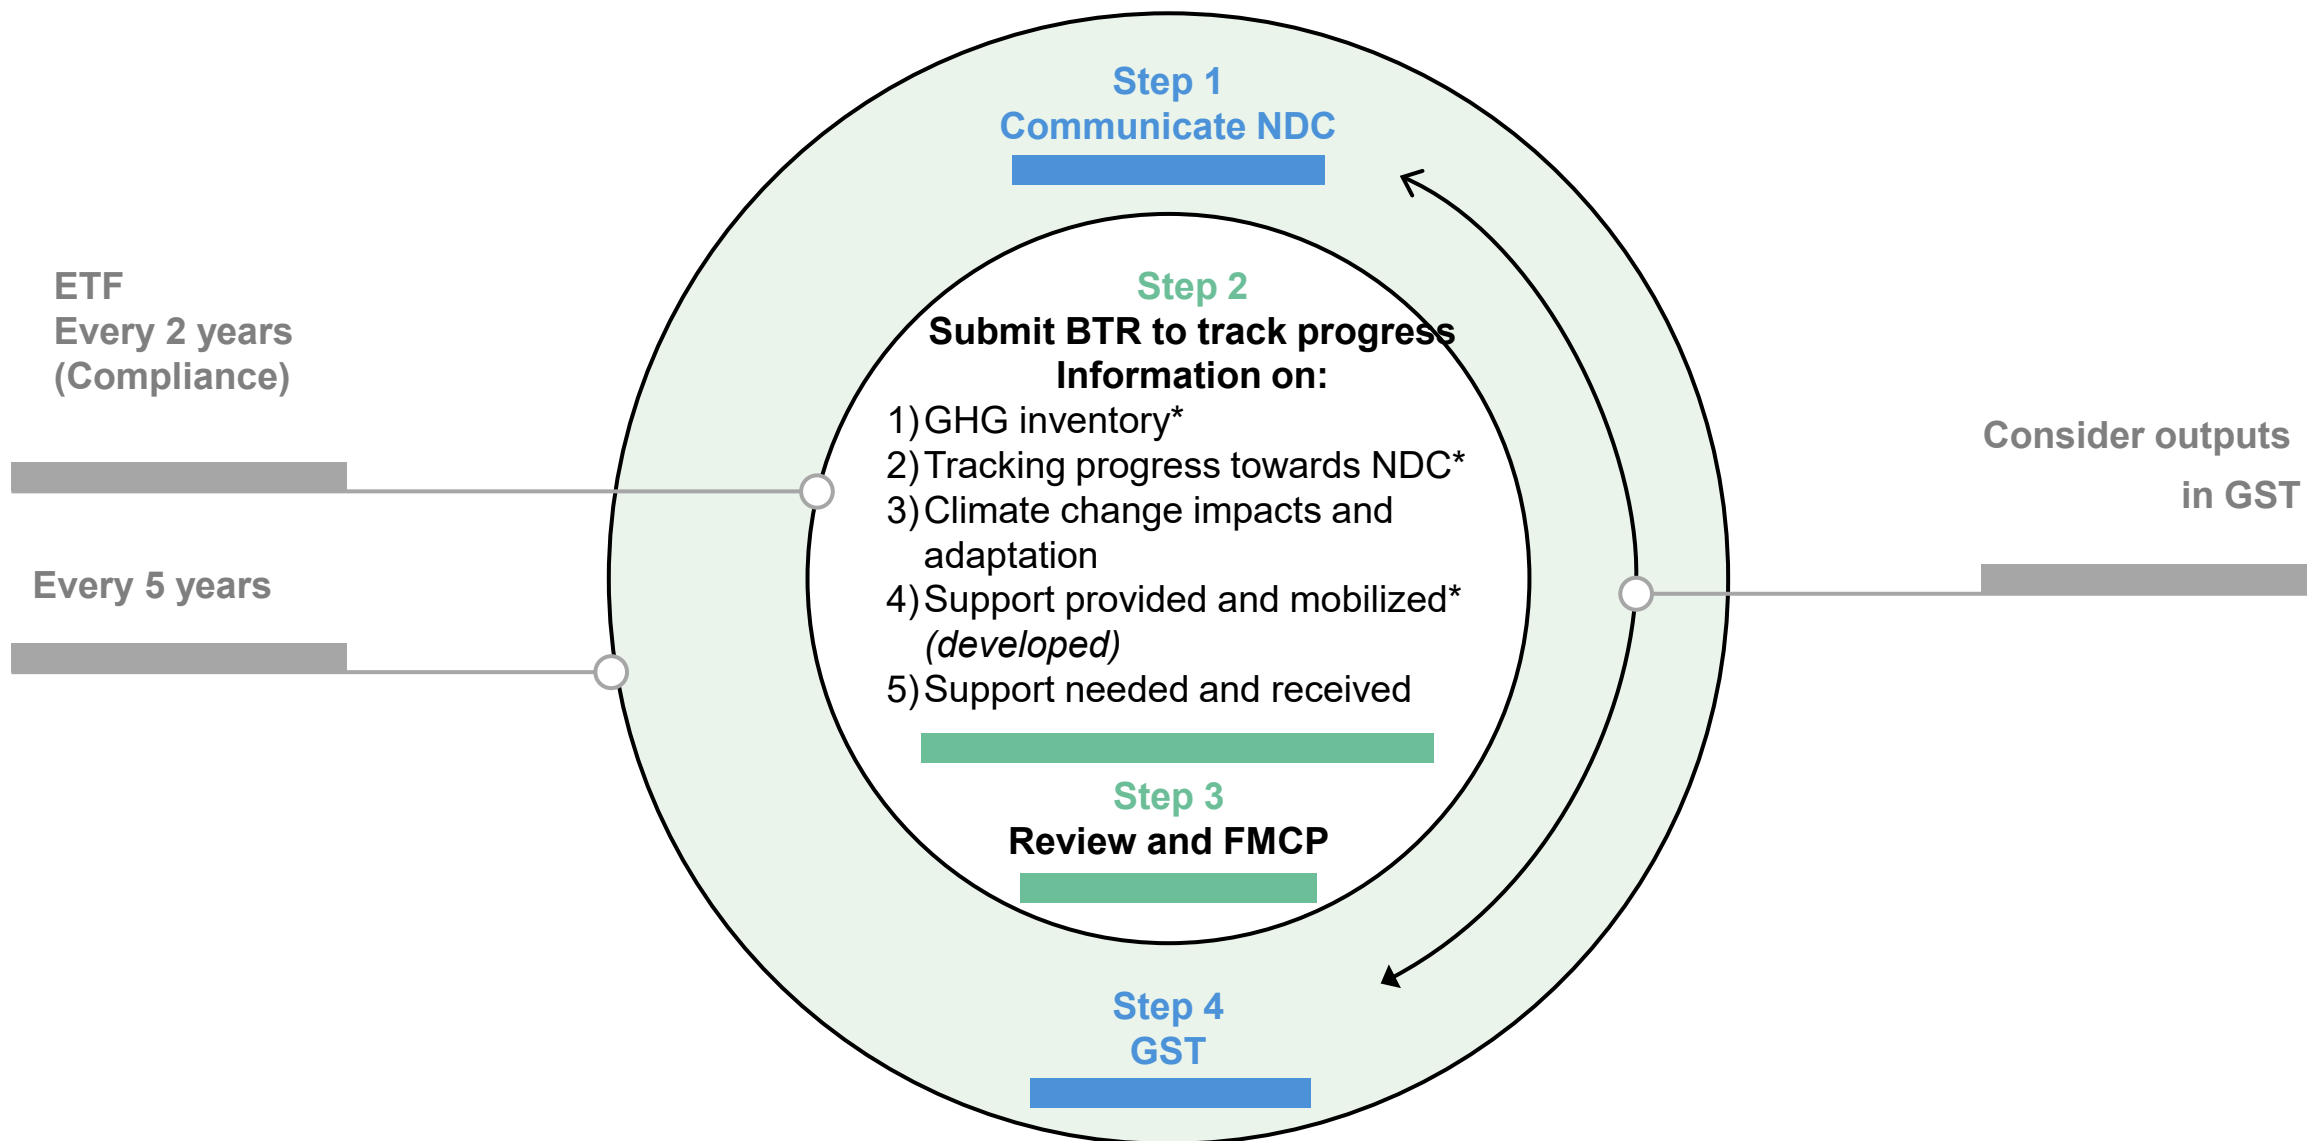 Step 1
Communicate NDC
ETF
Every 2 years
(Compliance)
Every 5 years
Step 2
Submit BTR to track progress
Information on:
1) GHG inventory*
2) Tracking progress towards NDC*
3) Climate change impacts and
adaptation
4) Support provided and mobilized*
(developed)
5) Support needed and received
Step 3
Review and FMCP
Step 4
GST
Consider outputs
in GST